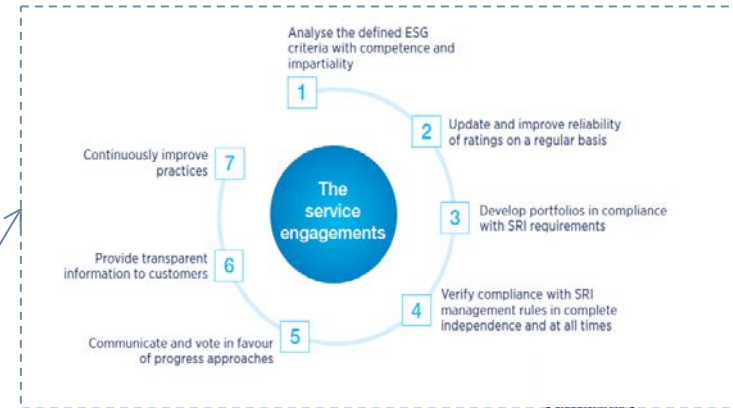 Analyse the defined ESG
criteria with competence and
impartiality
1
2
Update and improve reliability
of ratings on a regular basis
3
Develop portfolios in compliance
with SRI requirements
4
Verify compliance with SRI
management rules in complete
independence and at all times
5
Communicate and vote in favour
of progress approaches
6
Provide transparent
information to customers
7
Continuously improve
practices
The
service
engagements